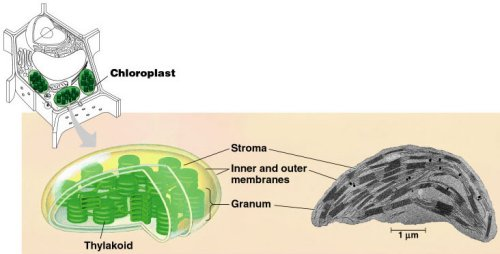 Chloroplast
Stroma
Inner and outer
membranes
Granum
Thylakoid
1 μm